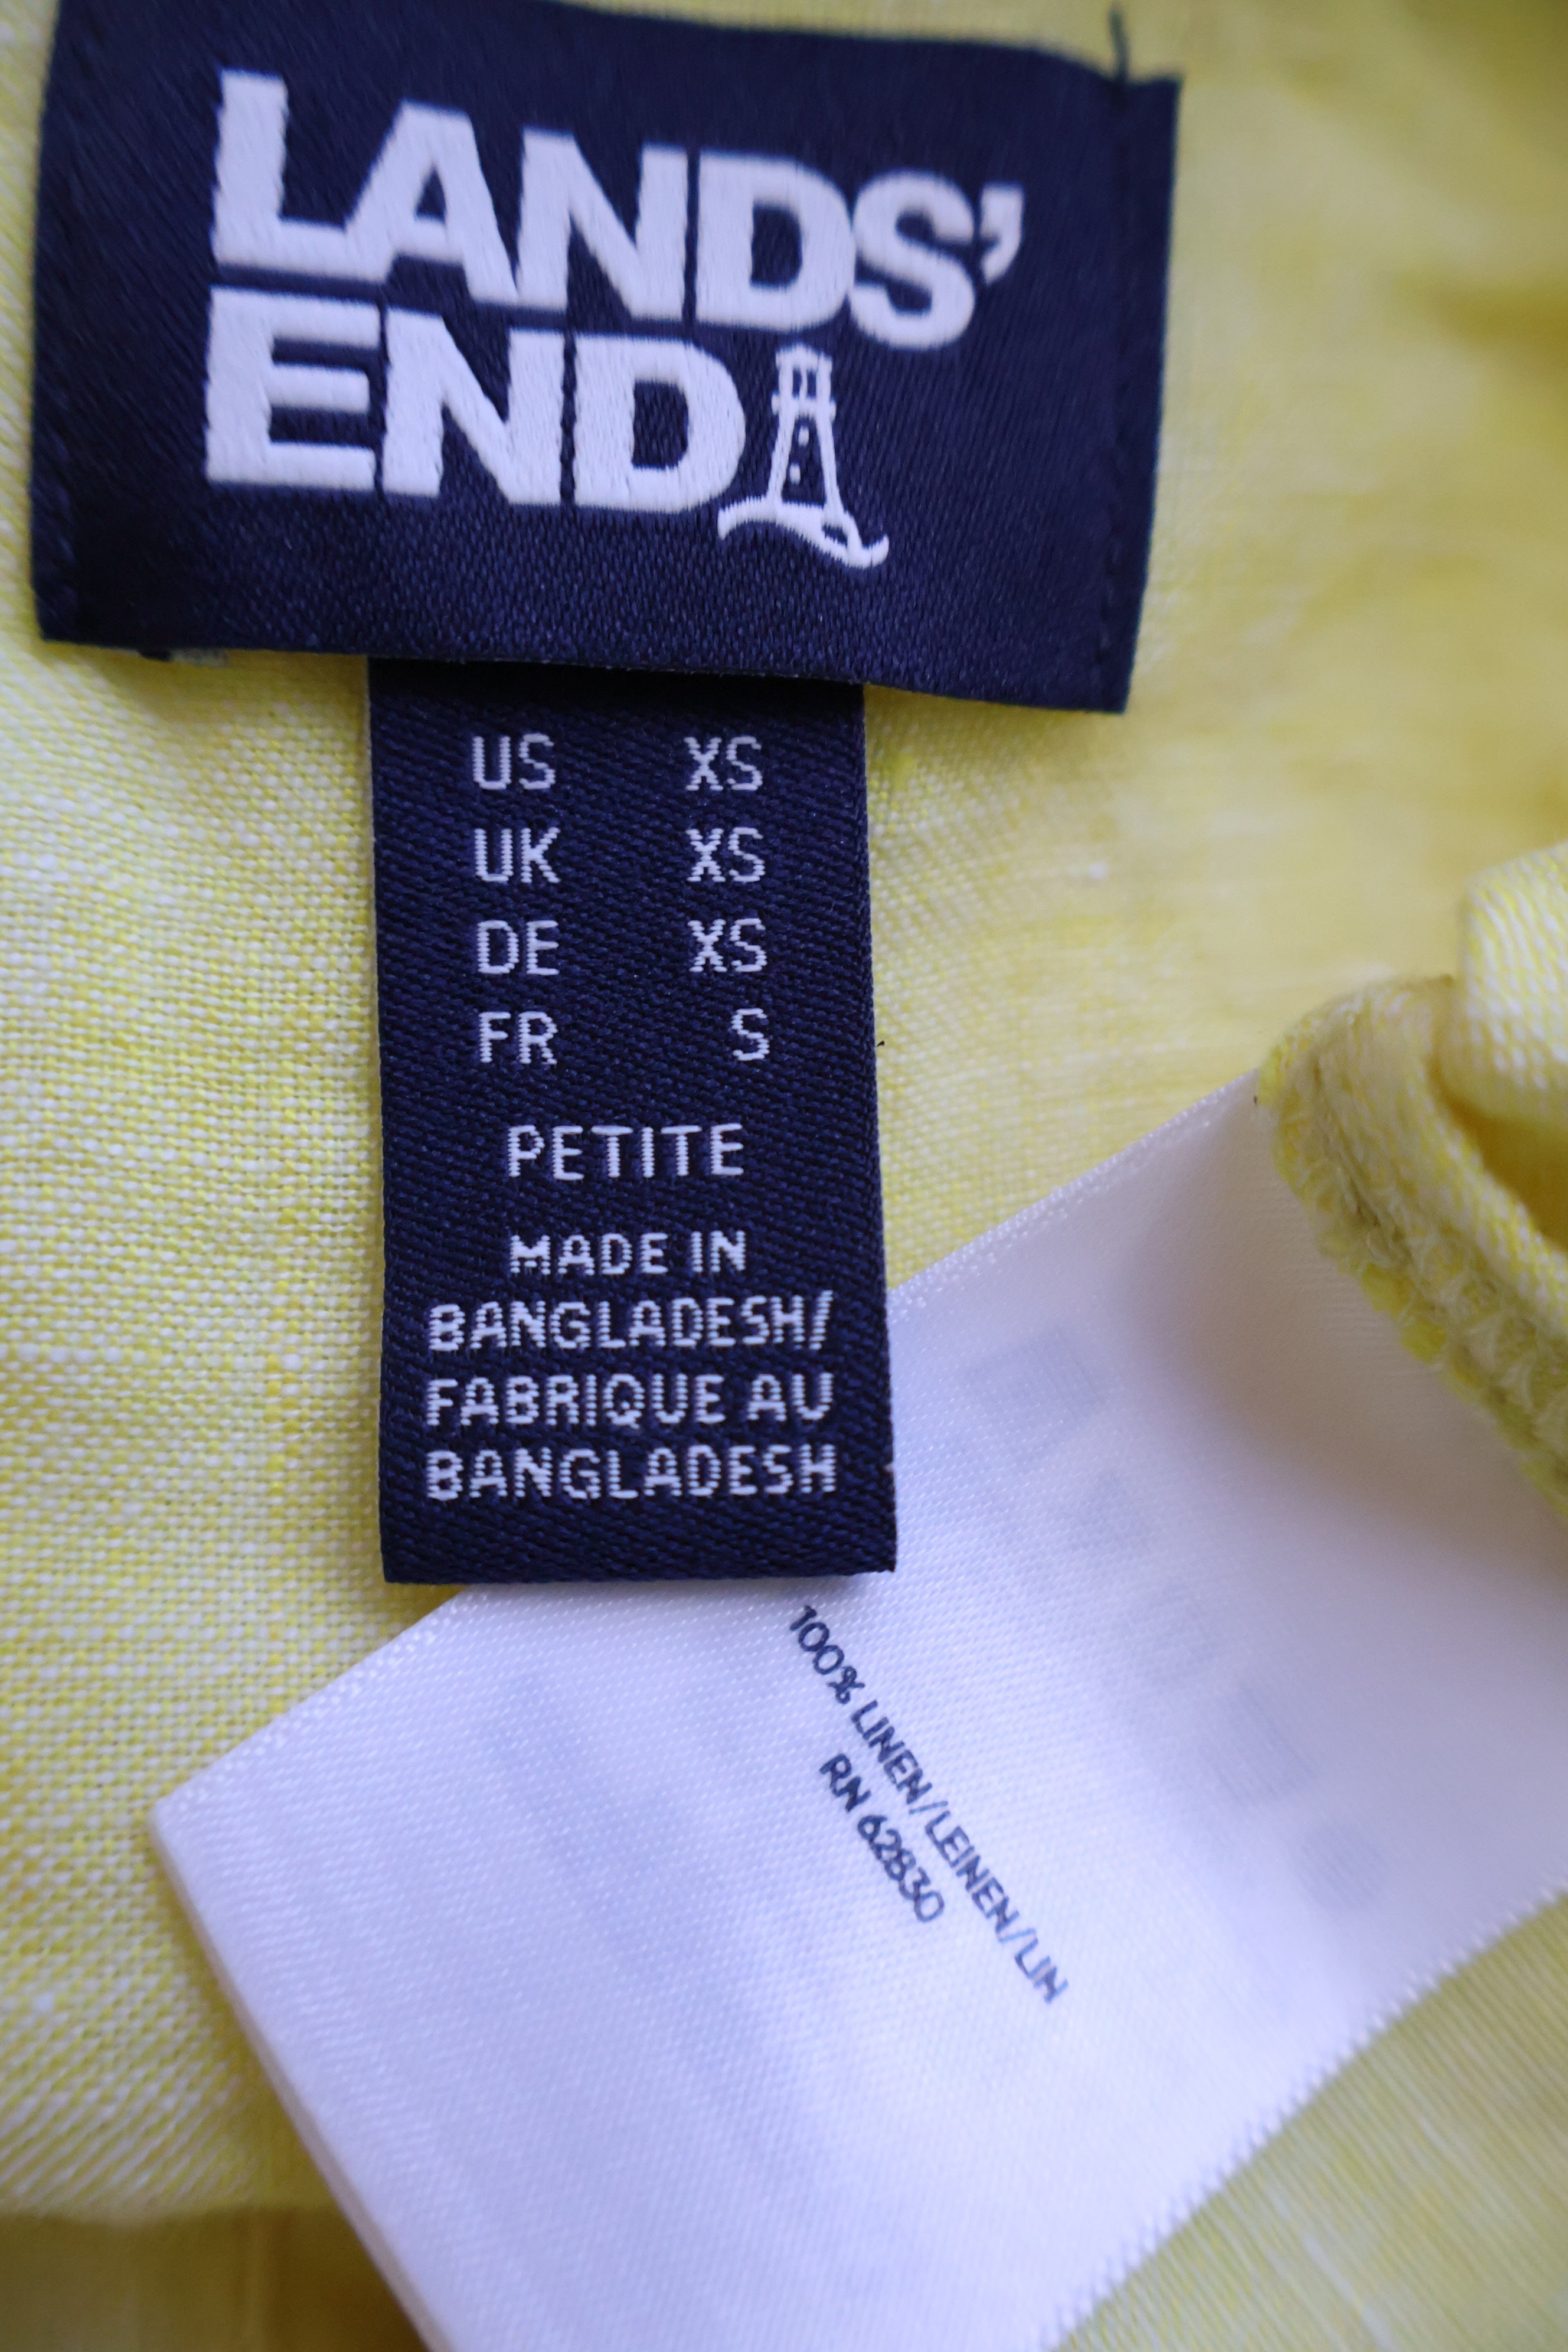 LANDS'
END
US XS
UK XS
DE XS
FR S
PETITE
MADE IN
BANGLADESH/
FABRIQUE AU
BANGLADESH
100% LINEN/LEINEN/LIN
RN 62830